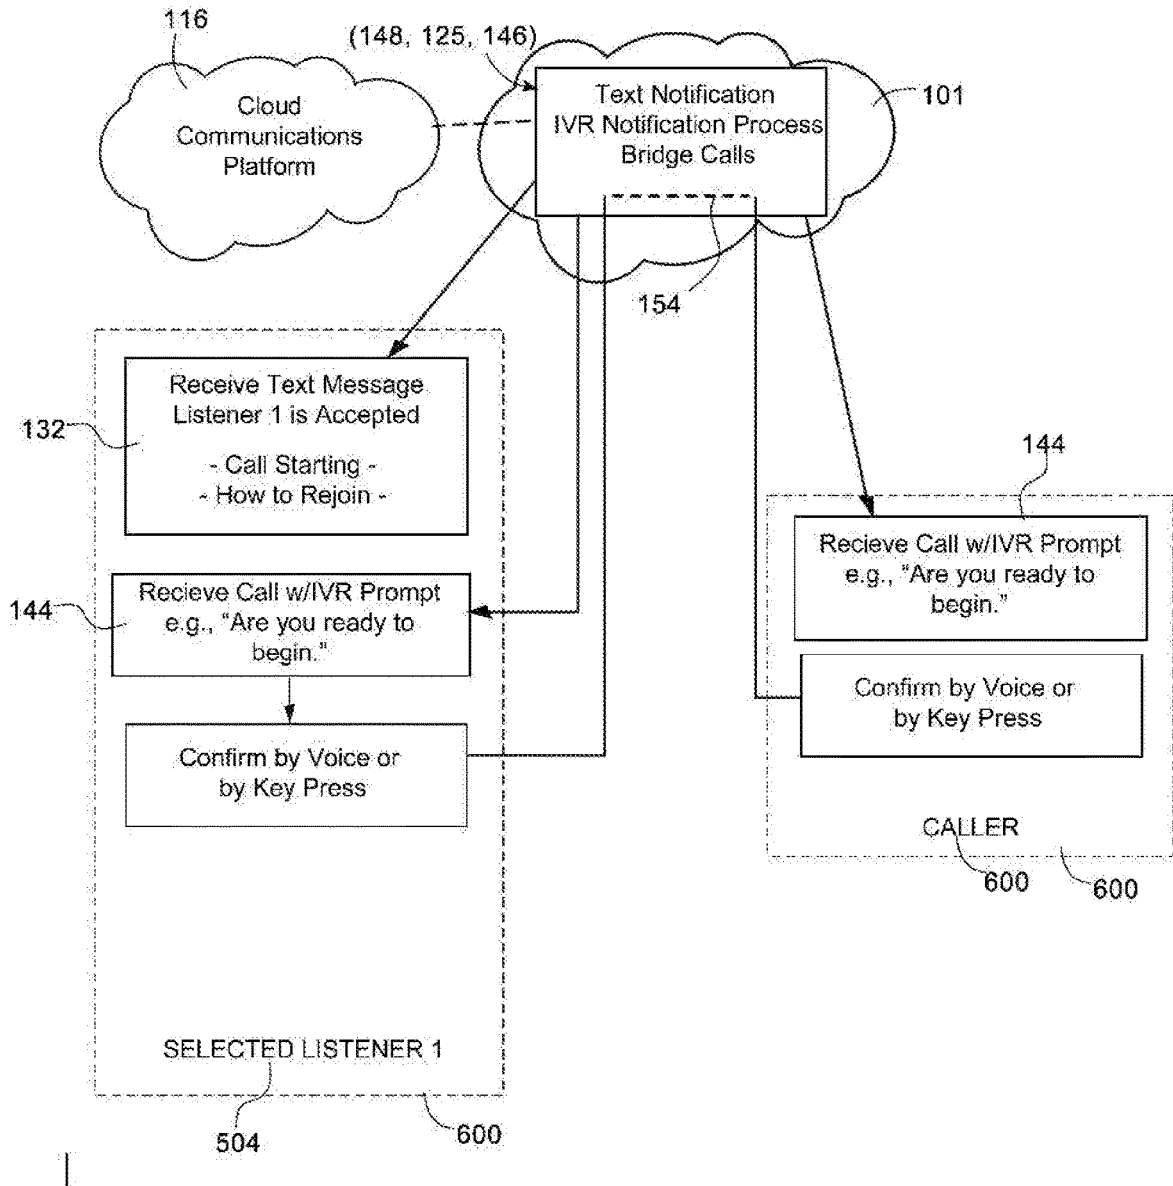 116
(148, 125, 146)
Cloud
Communications
Platform
Text Notification
IVR Notification Process
Bridge Calls
101
154
Receive Text Message
Listener 1 is Accepted
- Call Starting -
- How to Rejoin -
132
144
Recieve Call w/IVR Prompt
e.g., “Are you ready to
begin.”
144
Recieve Call w/IVR Prompt
e.g., “Are you ready to
begin.”
Confirm by Voice or
by Key Press
Confirm by Voice or
by Key Press
CALLER
600
600
SELECTED LISTENER 1
504
600